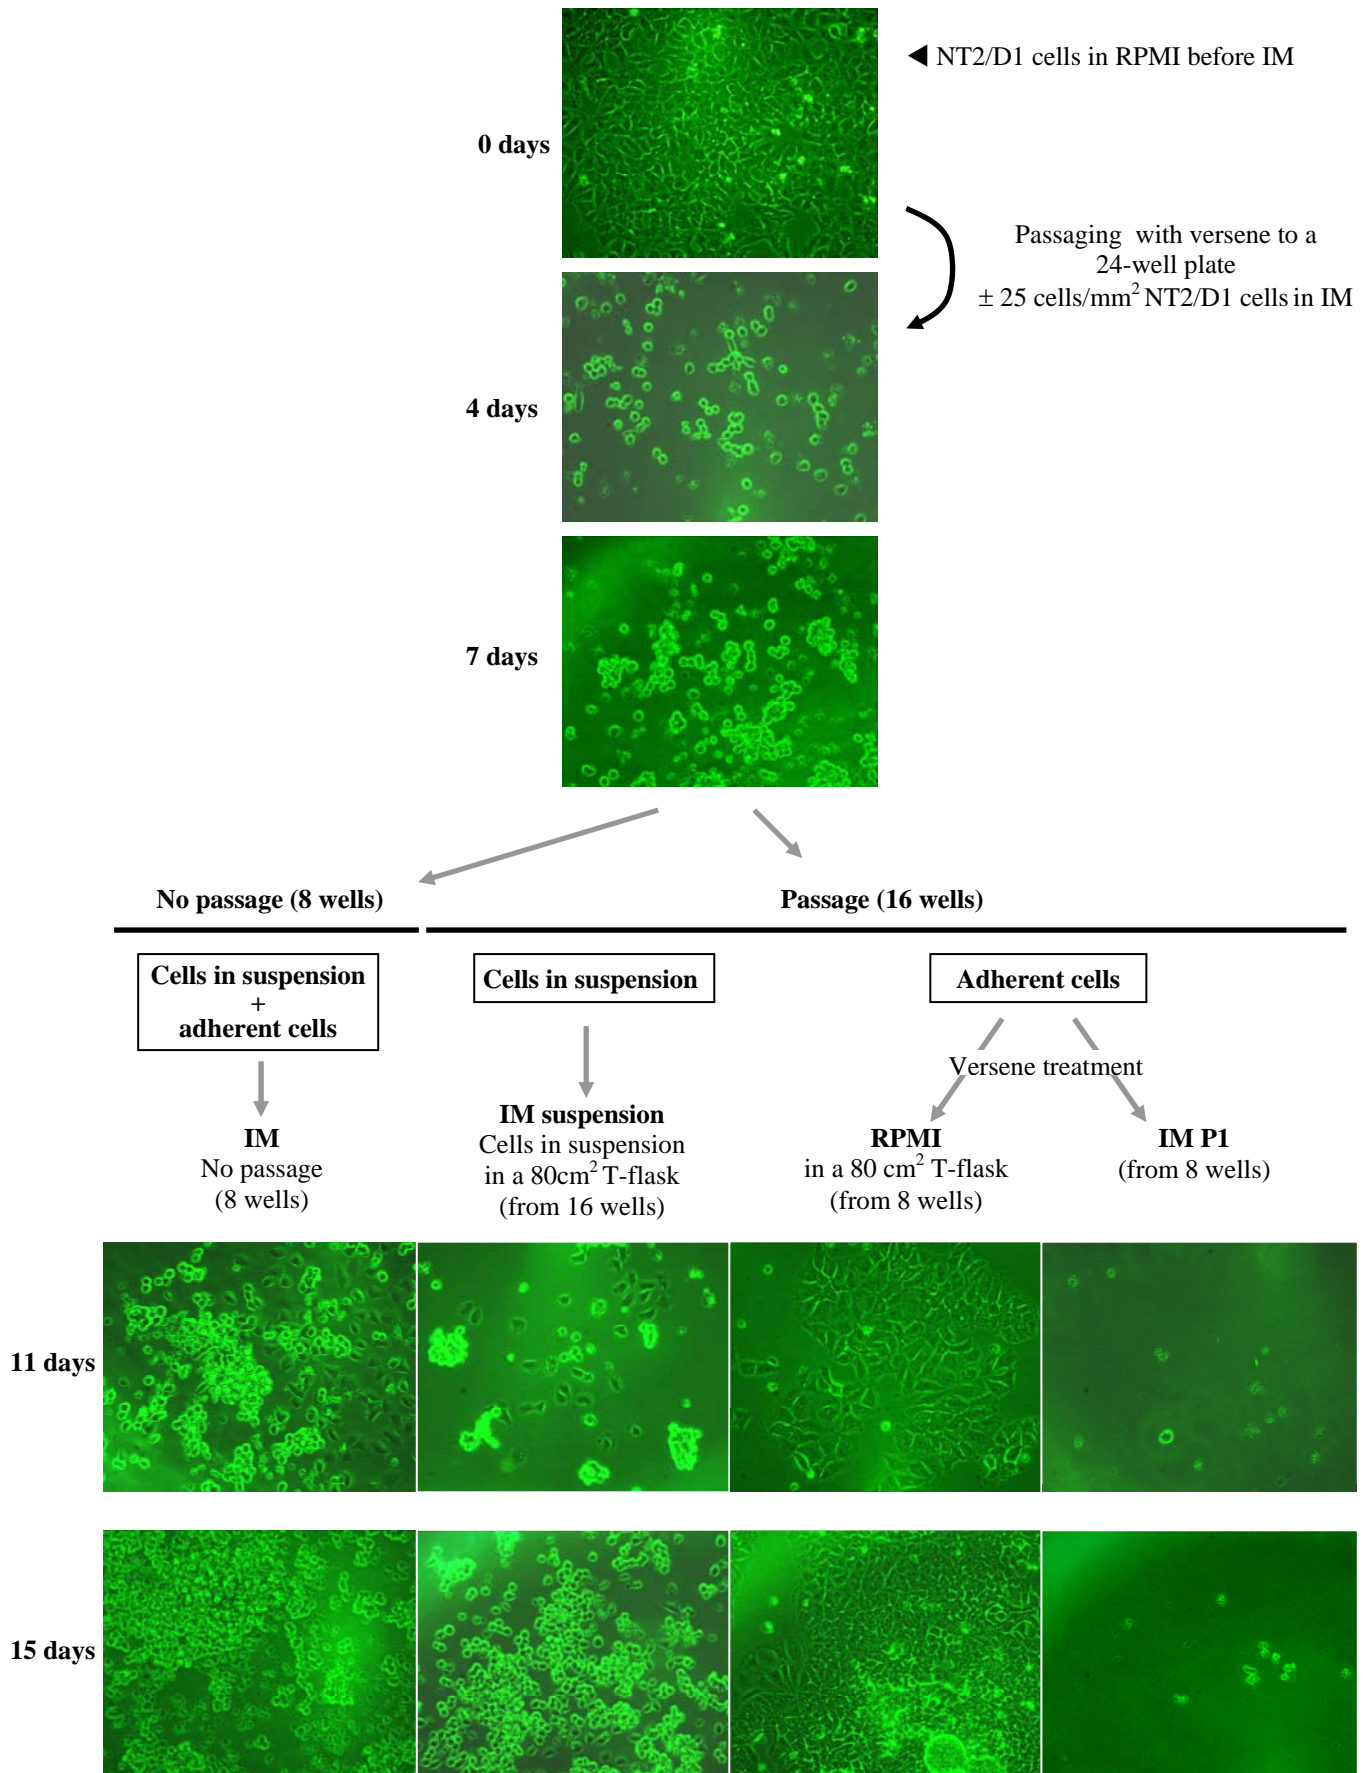 NT2/D1 cells in RPMI before IM
0 days
Passaging with versene to a
24-well plate
± 25 cells/mm² NT2/D1 cells in IM
4 days
7 days
No passage (8 wells)
Passage (16 wells)
Cells in suspension
+
adherent cells
Cells in suspension
Adherent cells
Versene treatment
IM
No passage
(8 wells)
IM suspension
Cells in suspension
in a 80cm² T-flask
(from 16 wells)
RPMI
in a 80 cm² T-flask
(from 8 wells)
IM P1
(from 8 wells)
11 days
15 days